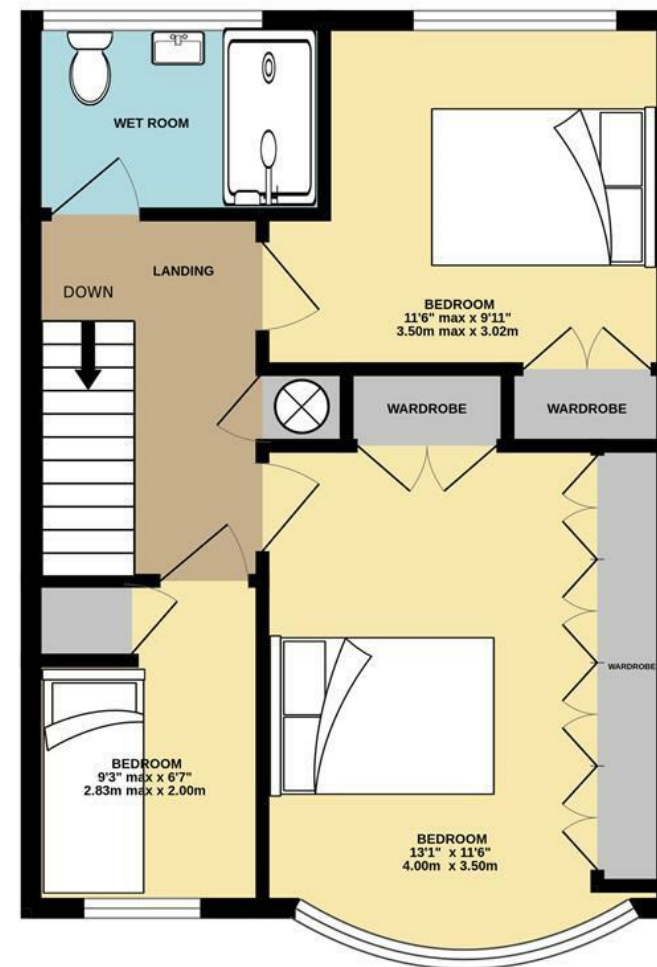 WET ROOM
LANDING
DOWN
BEDROOM
11'6" max x 9'11"
3.50m max x 3.02m
WARDROBE
WARDROBE
WARDROBE
BEDROOM
9'3" max x 6'7"
2.83m max x 2.00m
BEDROOM
13'1" x 11'6"
4.00m x 3.50m